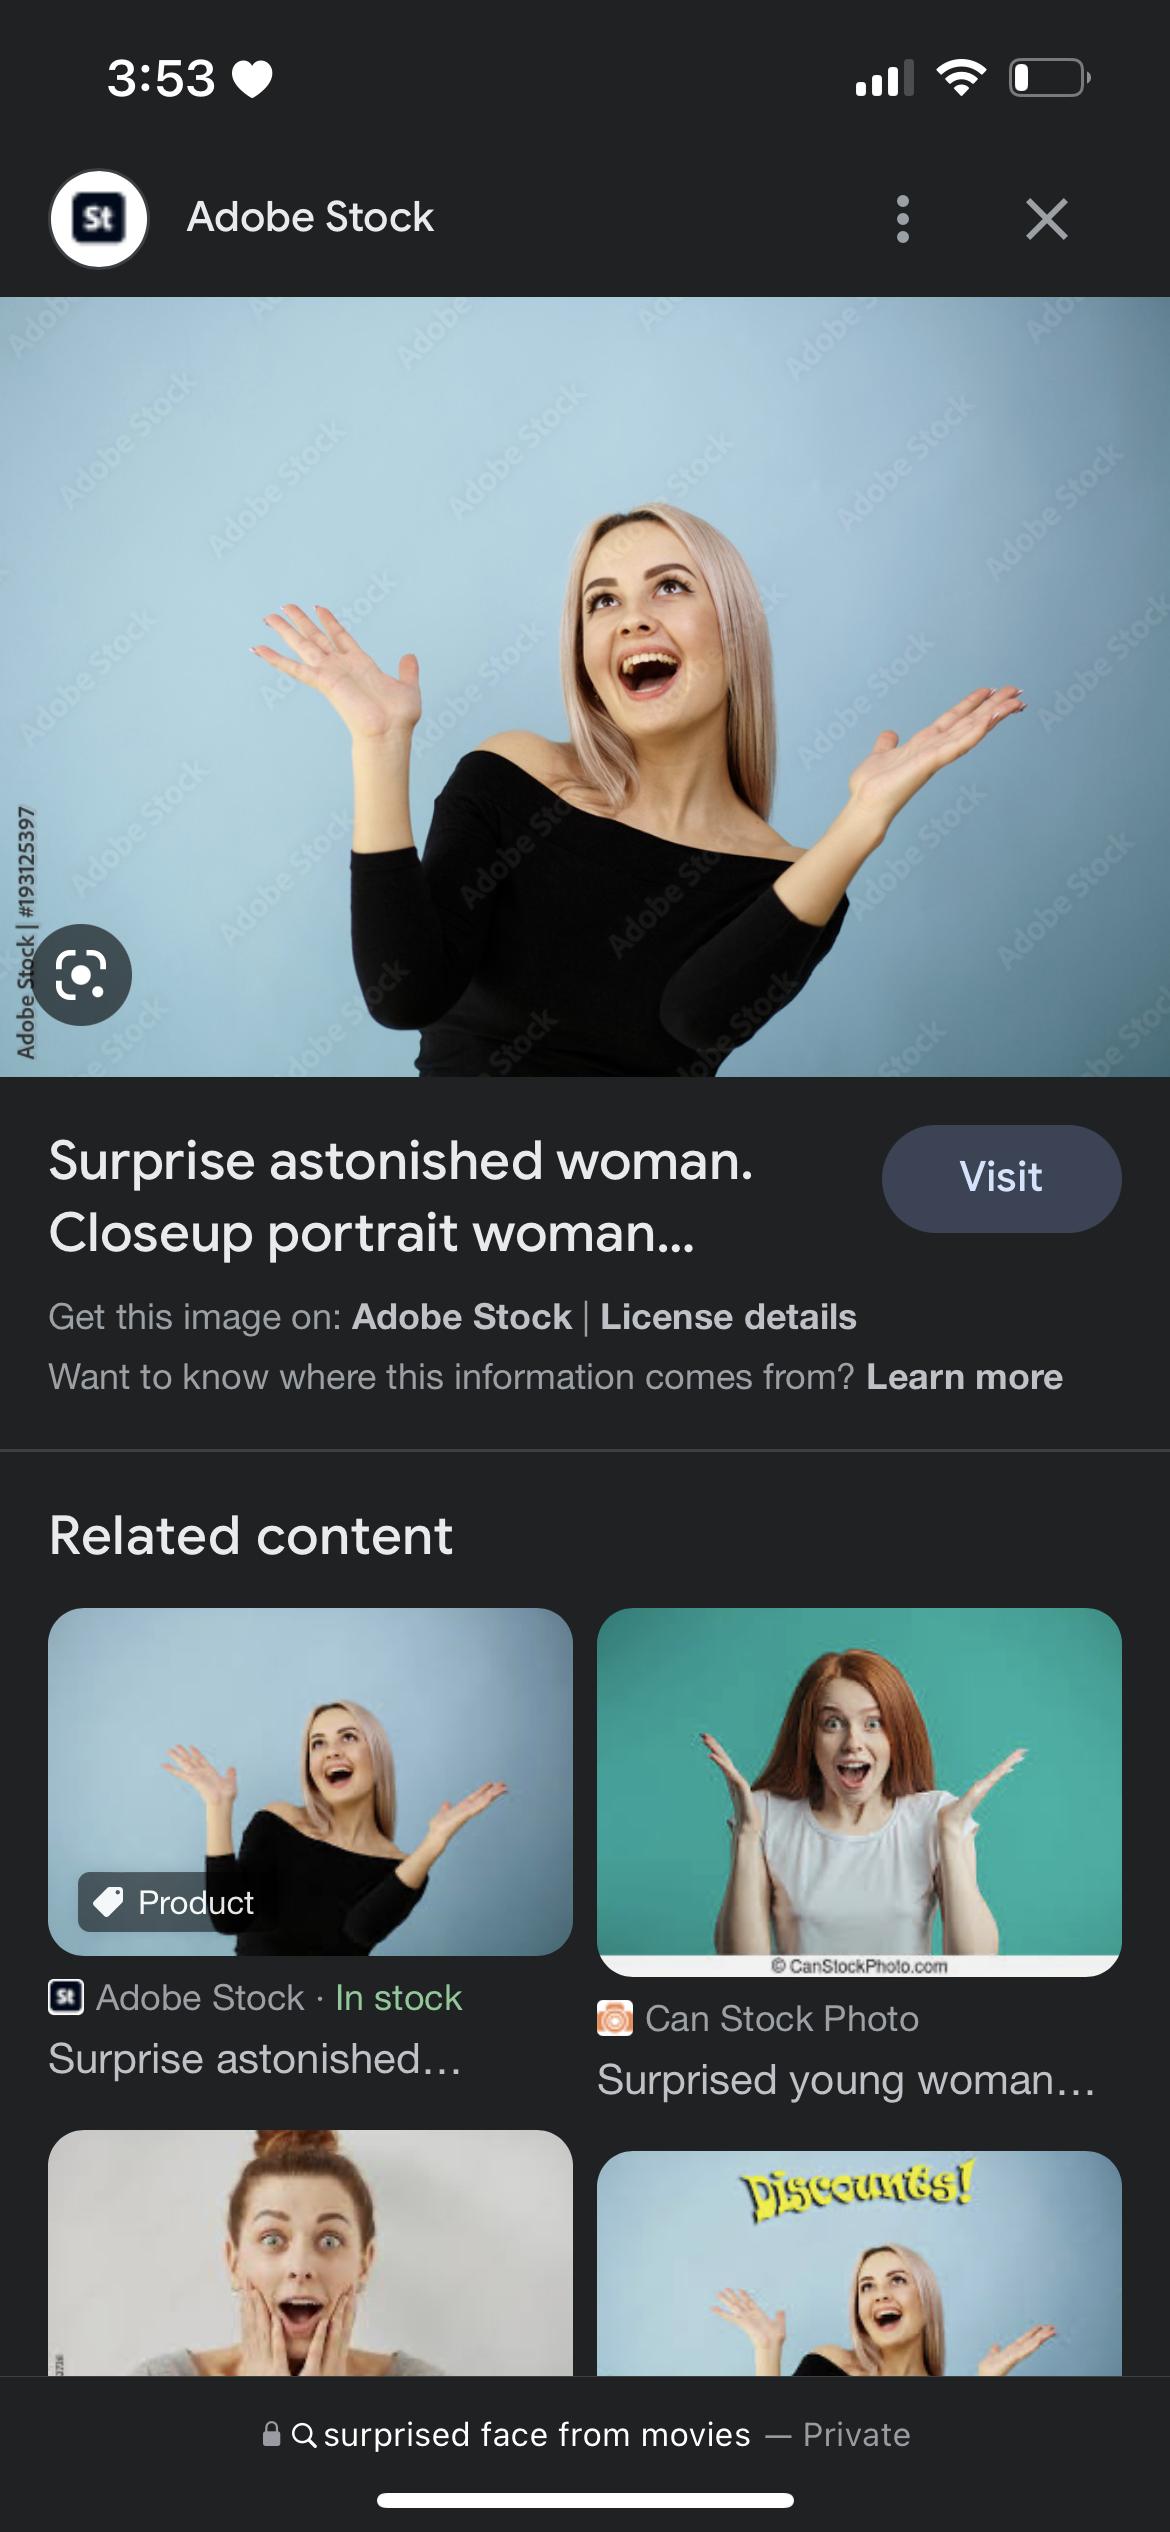 3:53
St
Adobe Stock
Adobe Stock | #193125397
Surprise astonished woman.
Closeup portrait woman...
Visit
Get this image on: Adobe Stock | License details
Want to know where this information comes from? Learn more
Related content
Product
© CanStockPhoto.com
St
Adobe Stock · In stock
Can Stock Photo
Surprise astonished...
Surprised young woman...
Discounts!
surprised face from movies — Private